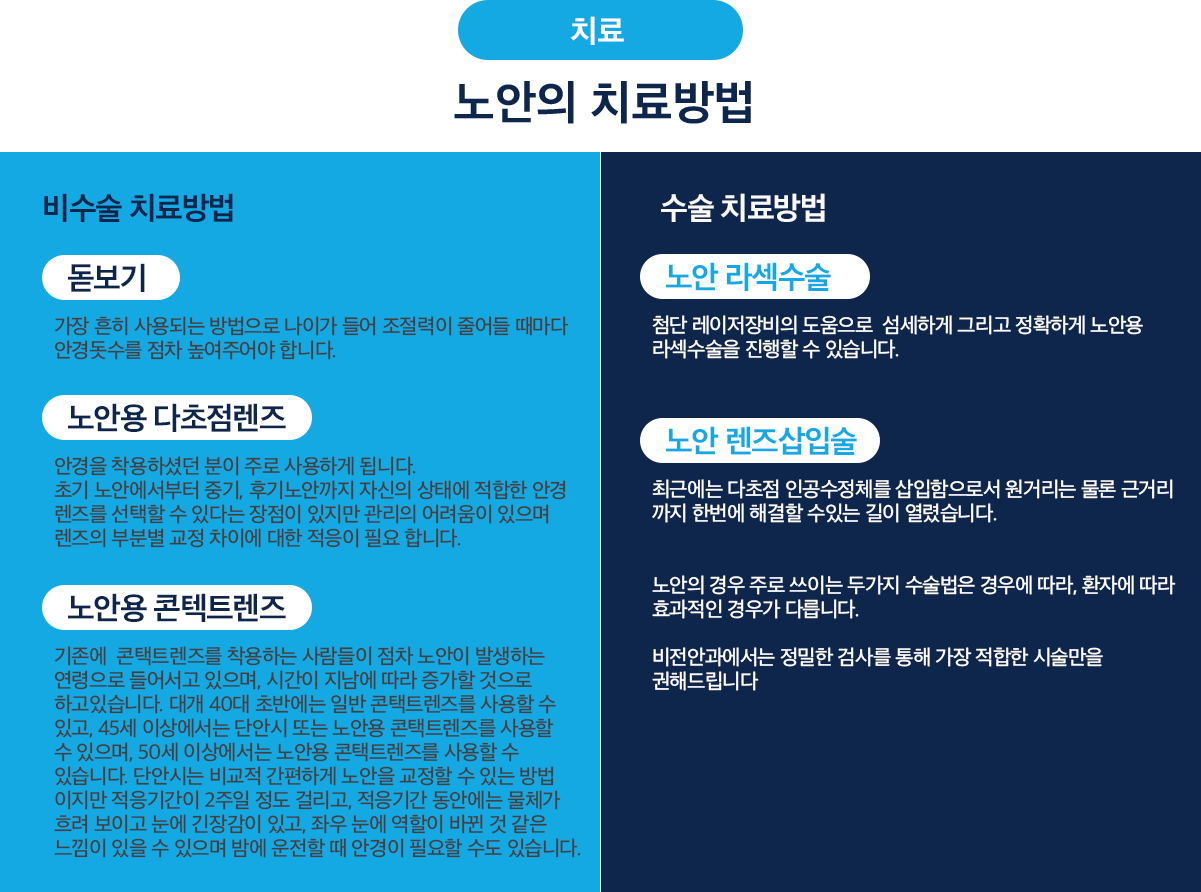 치료
노안의 치료방법
비수술 치료방법
돋보기
가장 흔히 사용되는 방법으로 나이가 들어 조절력이 줄어들 때마다
안경돗수를 점차 높여주어야 합니다.
노안용 다초점렌즈
안경을 착용하셨던 분이 주로 사용하게 됩니다.
초기 노안에서부터 중기, 후기노안까지 자신의 상태에 적합한 안경
렌즈를 선택할 수 있다는 장점이 있지만 관리의 어려움이 있으며
렌즈의 부분별 교정 차이에 대한 적응이 필요 합니다.
노안용 콘텍트렌즈
기존에  콘택트렌즈를 착용하는 사람들이 점차 노안이 발생하는
연령으로 들어서고 있으며, 시간이 지남에 따라 증가할 것으로
하고있습니다. 대개 40대 초반에는 일반 콘택트렌즈를 사용할 수
있고, 45세 이상에서는 단안시 또는 노안용 콘택트렌즈를 사용할
수 있으며, 50세 이상에서는 노안용 콘택트렌즈를 사용할 수
있습니다. 단안시는 비교적 간편하게 노안을 교정할 수 있는 방법
이지만 적응기간이 2주일 정도 걸리고, 적응기간 동안에는 물체가
흐려 보이고 눈에 긴장감이 있고, 좌우 눈에 역할이 바뀐 것 같은
느낌이 있을 수 있으며 밤에 운전할 때 안경이 필요할 수도 있습니다.
수술 치료방법
노안 라섹수술
첨단 레이저장비의 도움으로  섬세하게 그리고 정확하게 노안용
라섹수술을 진행할 수 있습니다.
노안 렌즈삽입술
최근에는 다초점 인공수정체를 삽입함으로서 원거리는 물론 근거리
까지 한번에 해결할 수있는 길이 열렸습니다.
노안의 경우 주로 쓰이는 두가지 수술법은 경우에 따라, 환자에 따라
효과적인 경우가 다릅니다.
비전안과에서는 정밀한 검사를 통해 가장 적합한 시술만을
권해드립니다